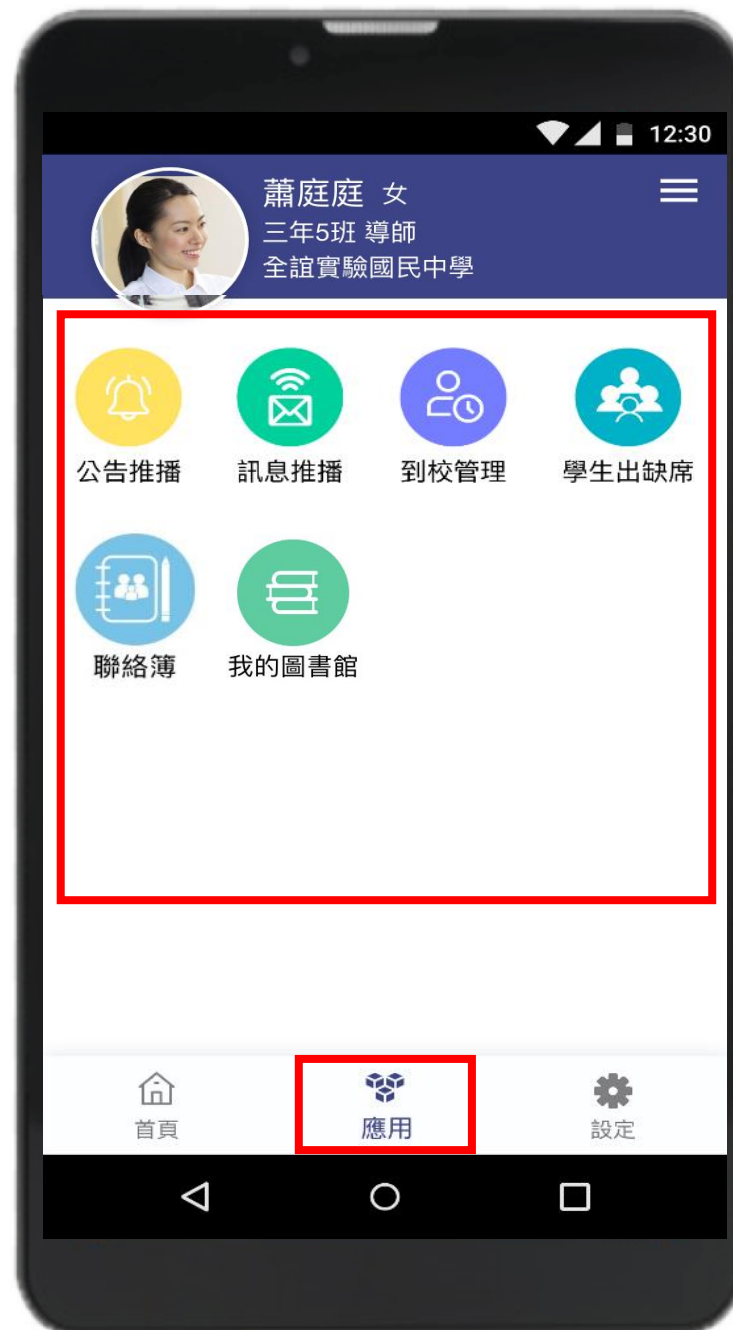 12:30
蕭庭庭 女
三年5班 導師
全誼實驗國民中學
公告推播 訊息推播 到校管理 學生出缺席
聯絡簿 我的圖書館
首頁 應用 設定